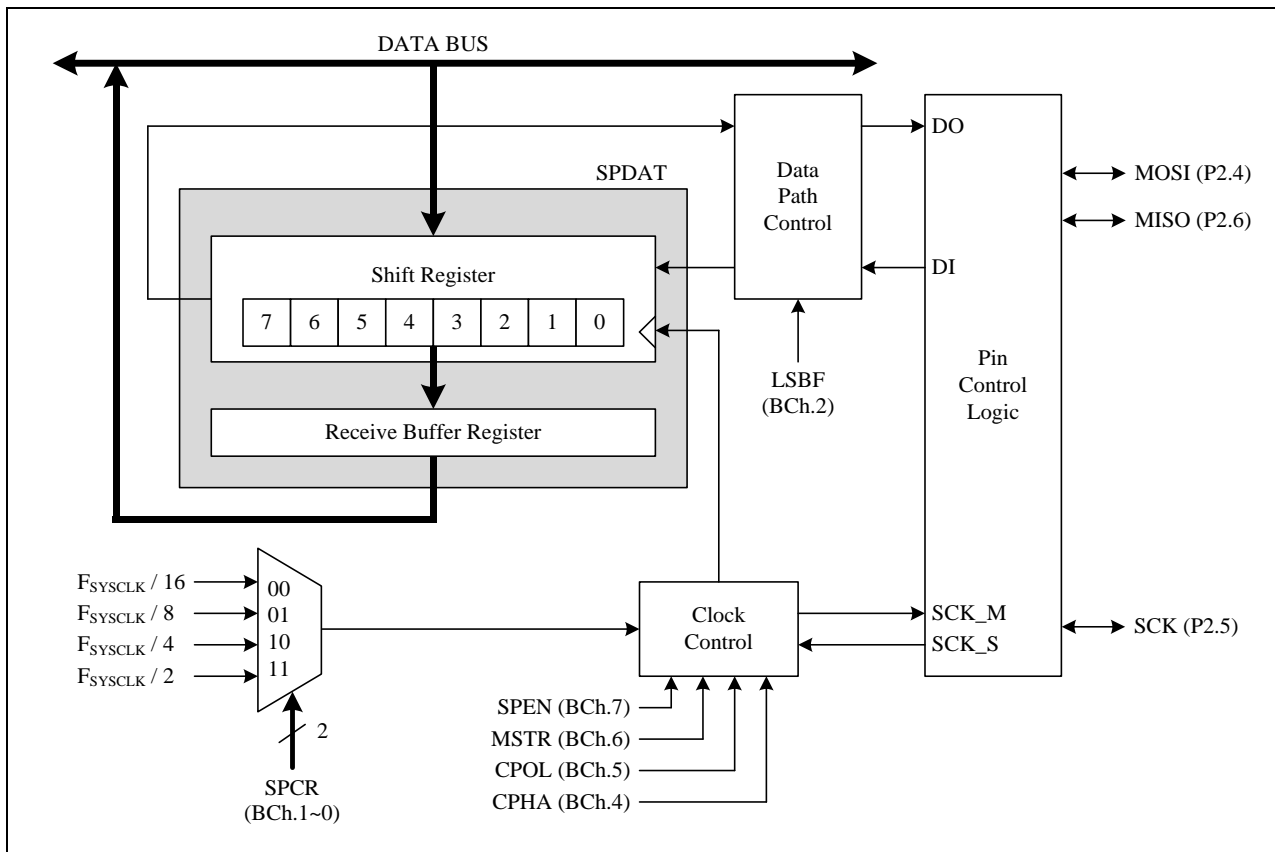 DATA BUS
SPDAT
Shift Register
7 6 5 4 3 2 1 0
Receive Buffer Register
Data
Path
Control
LSBF
(BCh.2)
DO
DI
Pin
Control
Logic
SCK_M
SCK_S
MOSI (P2.4)
MISO (P2.6)
SCK (P2.5)
FSYSCLK / 16
FSYSCLK / 8
FSYSCLK / 4
FSYSCLK / 2
00
01
10
11
2
SPCR
(BCh.1~0)
Clock
Control
SPEN (BCh.7)
MSTR (BCh.6)
CPOL (BCh.5)
CPHA (BCh.4)